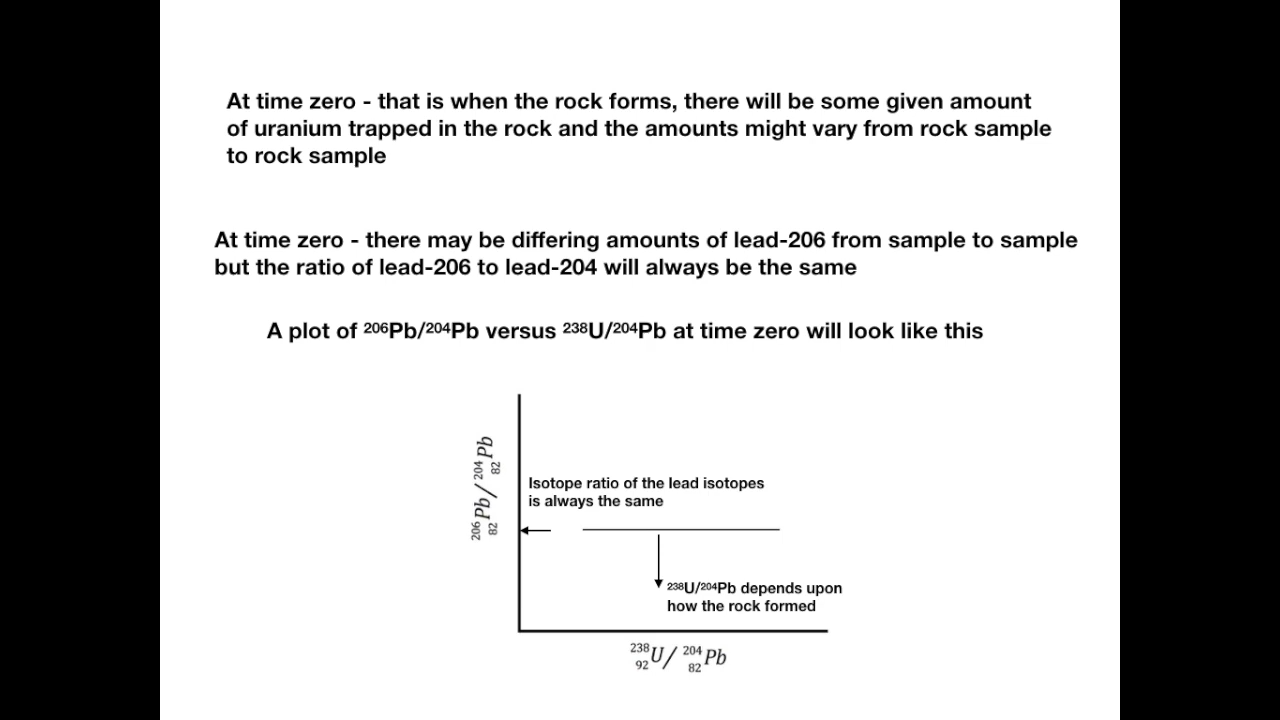 At time zero - that is when the rock forms, there will be some given amount
of uranium trapped in the rock and the amounts might vary from rock sample
to rock sample
At time zero - there may be differing amounts of lead-206 from sample to sample
but the ratio of lead-206 to lead-204 will always be the same
A plot of ²⁰⁶Pb/²⁰⁴Pb versus ²³⁸U/²⁰⁴Pb at time zero will look like this
²⁰⁶₈₂Pb/²⁰⁴₈₂Pb
Isotope ratio of the lead isotopes
is always the same
²³⁸U/²⁰⁴Pb depends upon
how the rock formed
²³⁸₉₂U/²⁰⁴₈₂Pb